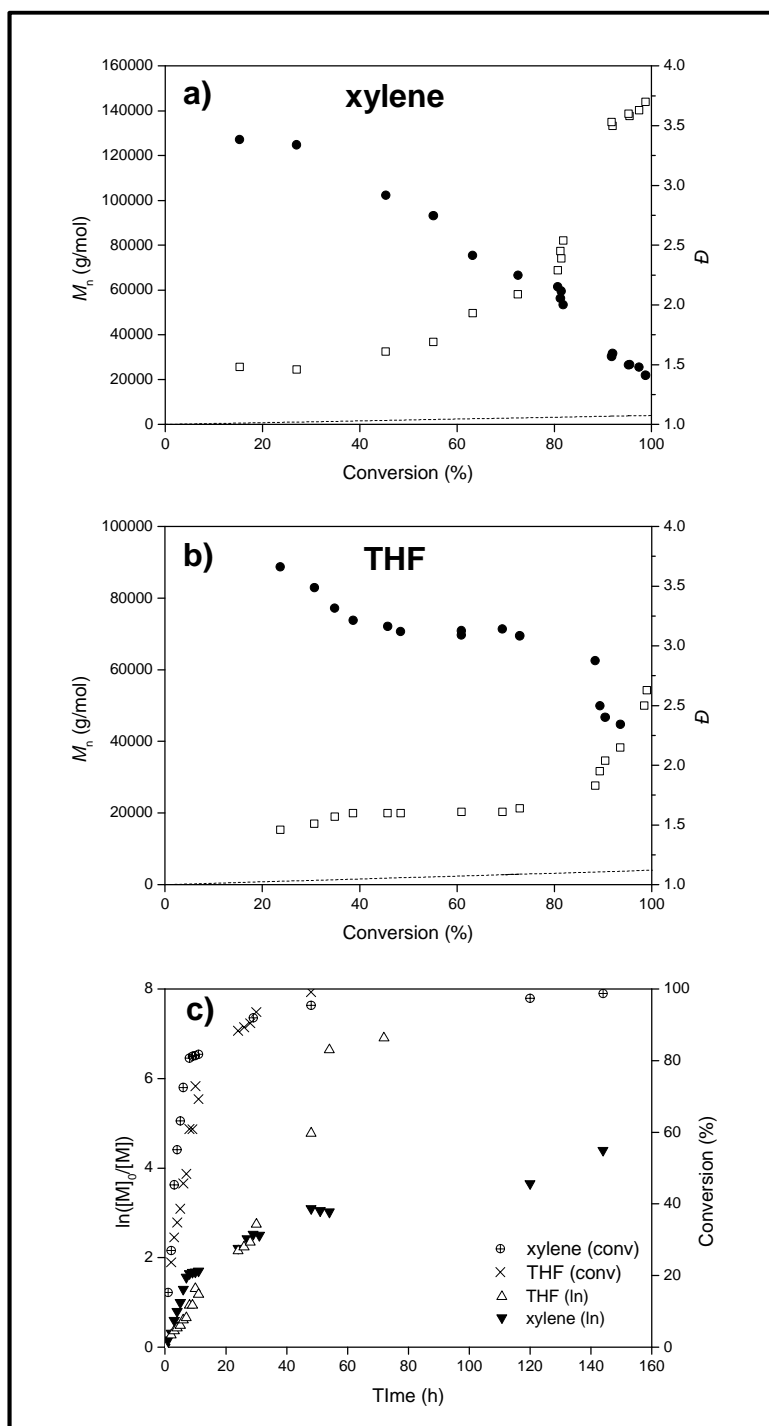 a) xylene
160000
140000
120000
100000
80000
60000
40000
20000
0
Mn (g/mol)
4.0
3.5
3.0
2.5
2.0
1.5
1.0
Đ
0 20 40 60 80 100
Conversion (%)
b) THF
100000
80000
60000
40000
20000
0
Mn (g/mol)
4.0
3.5
3.0
2.5
2.0
1.5
1.0
Đ
0 20 40 60 80 100
Conversion (%)
c)
8
6
4
2
0
ln([M]0/[M])
100
80
60
40
20
0
Conversion (%)
xylene (conv)
THF (conv)
THF (ln)
xylene (ln)
0 20 40 60 80 100 120 140 160
TIme (h)